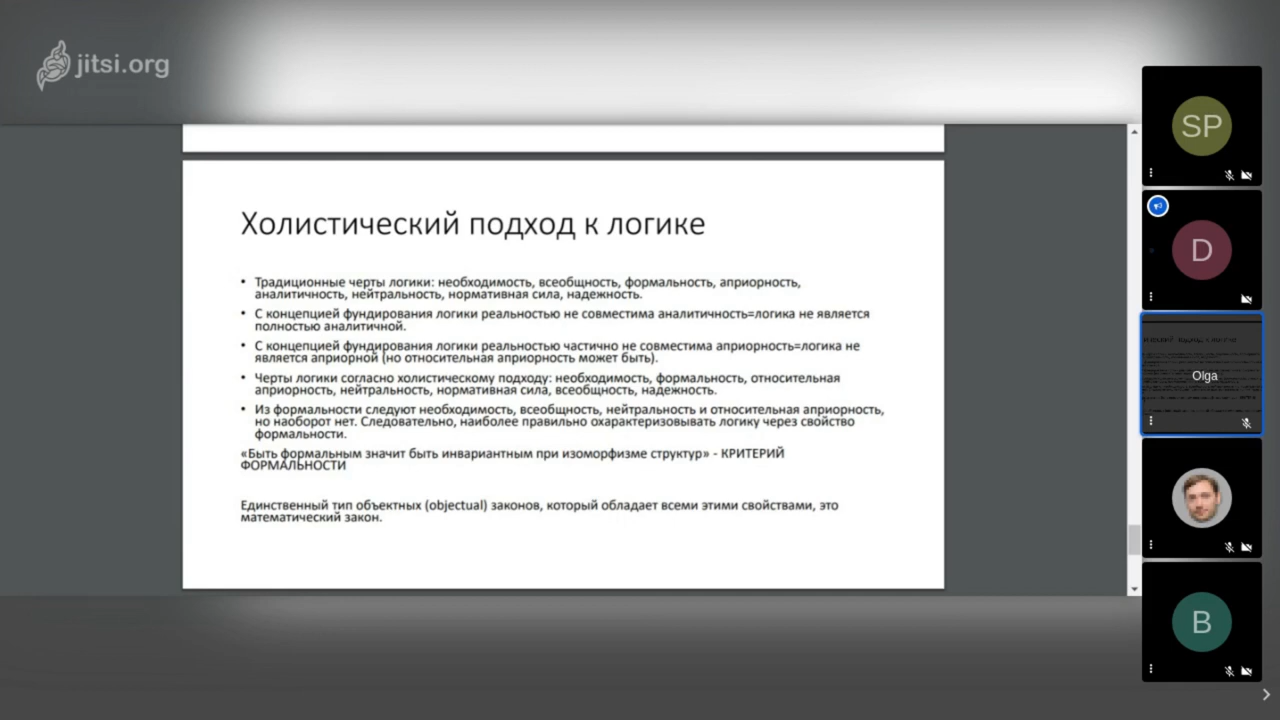 jitsi.org
Холистический подход к логике
• Традиционные черты логики: необходимость, всеобщность, формальность, априорность,
аналитичность, нейтральность, нормативная сила, надежность.
• С концепцией фундирования логики реальностью не совместима аналитичность=логика не является
полностью аналитичной.
• С концепцией фундирования логики реальностью частично не совместима априорность=логика не
является априорной (но относительная априорность может быть).
• Черты логики согласно холистическому подходу: необходимость, формальность, относительная
априорность, нейтральность, нормативная сила, всеобщность, надежность.
• Из формальности следуют необходимость, всеобщность, нейтральность и относительная априорность,
но наоборот нет. Следовательно, наиболее правильно охарактеризовывать логику через свойство
формальности.
«Быть формальным значит быть инвариантным при изоморфизме структур» - КРИТЕРИЙ
ФОРМАЛЬНОСТИ
Единственный тип объектных (objectual) законов, который обладает всеми этими свойствами, это
математический закон.
SP
D
Olga
B